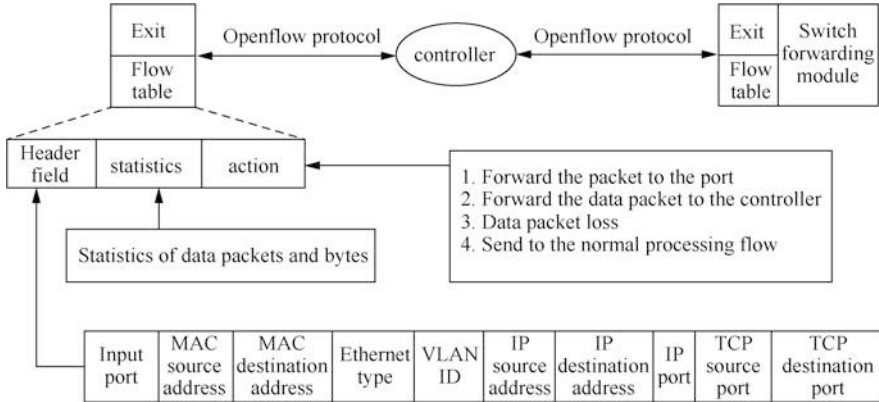 Exit
Flow
table
Openflow protocol
controller
Openflow protocol
Exit
Flow
table
Switch
forwarding
module
Header
field
statistics
action
1. Forward the packet to the port
2. Forward the data packet to the controller
3. Data packet loss
4. Send to the normal processing flow
Statistics of data packets and bytes
Input
port
MAC
source
address
MAC
destination
address
Ethernet
type
VLAN
ID
IP
source
address
IP
destination
address
IP
port
TCP
source
port
TCP
destination
port